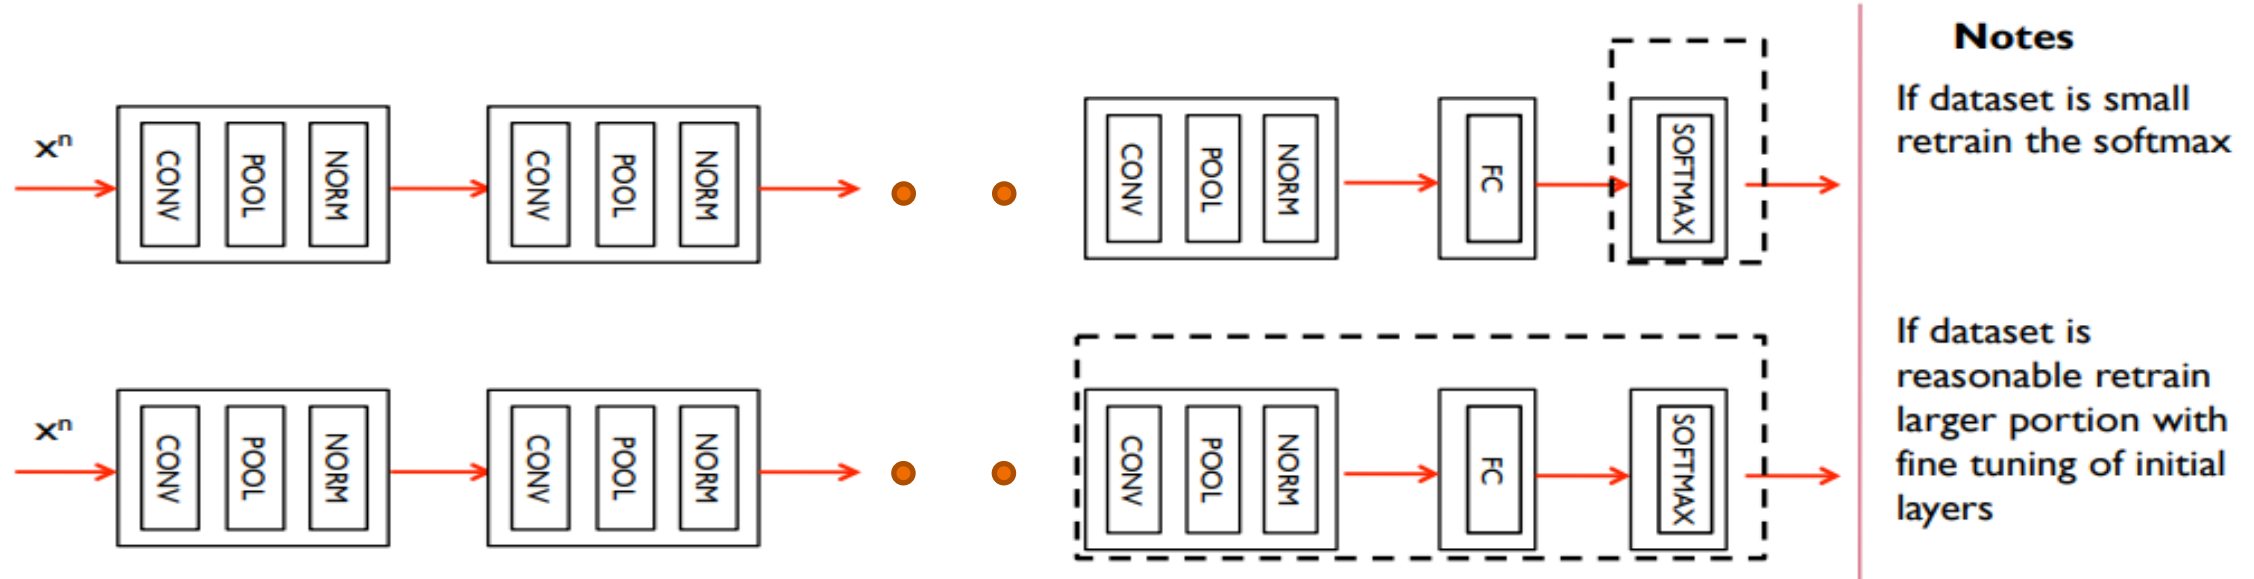 Notes
If dataset is small
retrain the softmax
xⁿ
CONV
POOL
NORM
CONV
POOL
NORM
CONV
POOL
NORM
FC
SOFTMAX
If dataset is
reasonable retrain
larger portion with
fine tuning of initial
layers
xⁿ
CONV
POOL
NORM
CONV
POOL
NORM
CONV
POOL
NORM
FC
SOFTMAX